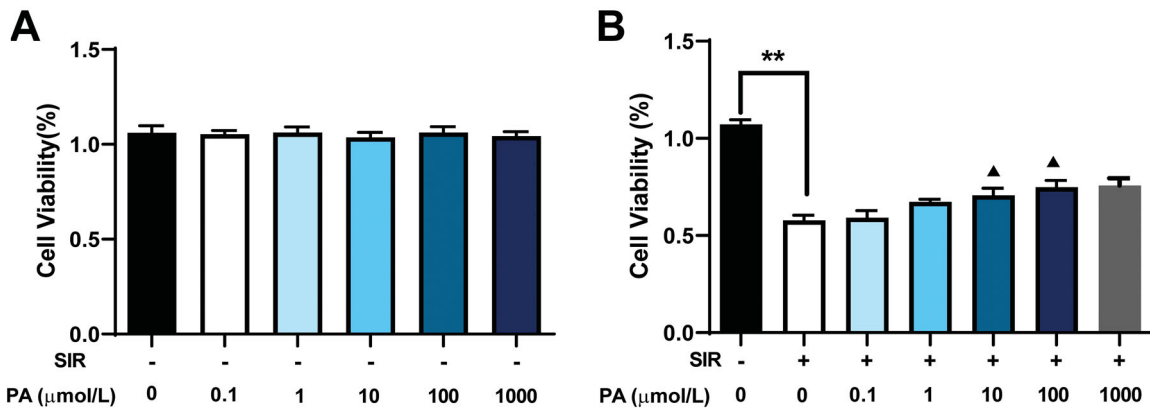 A
Cell Viability(%)
1.5
1.0
0.5
0.0
SIR - - - - - -
PA (μmol/L) 0 0.1 1 10 100 1000
B
Cell Viability (%)
1.5
1.0
0.5
0.0
**
▲ ▲
SIR - + + + + + +
PA (μmol/L) 0 0 0.1 1 10 100 1000